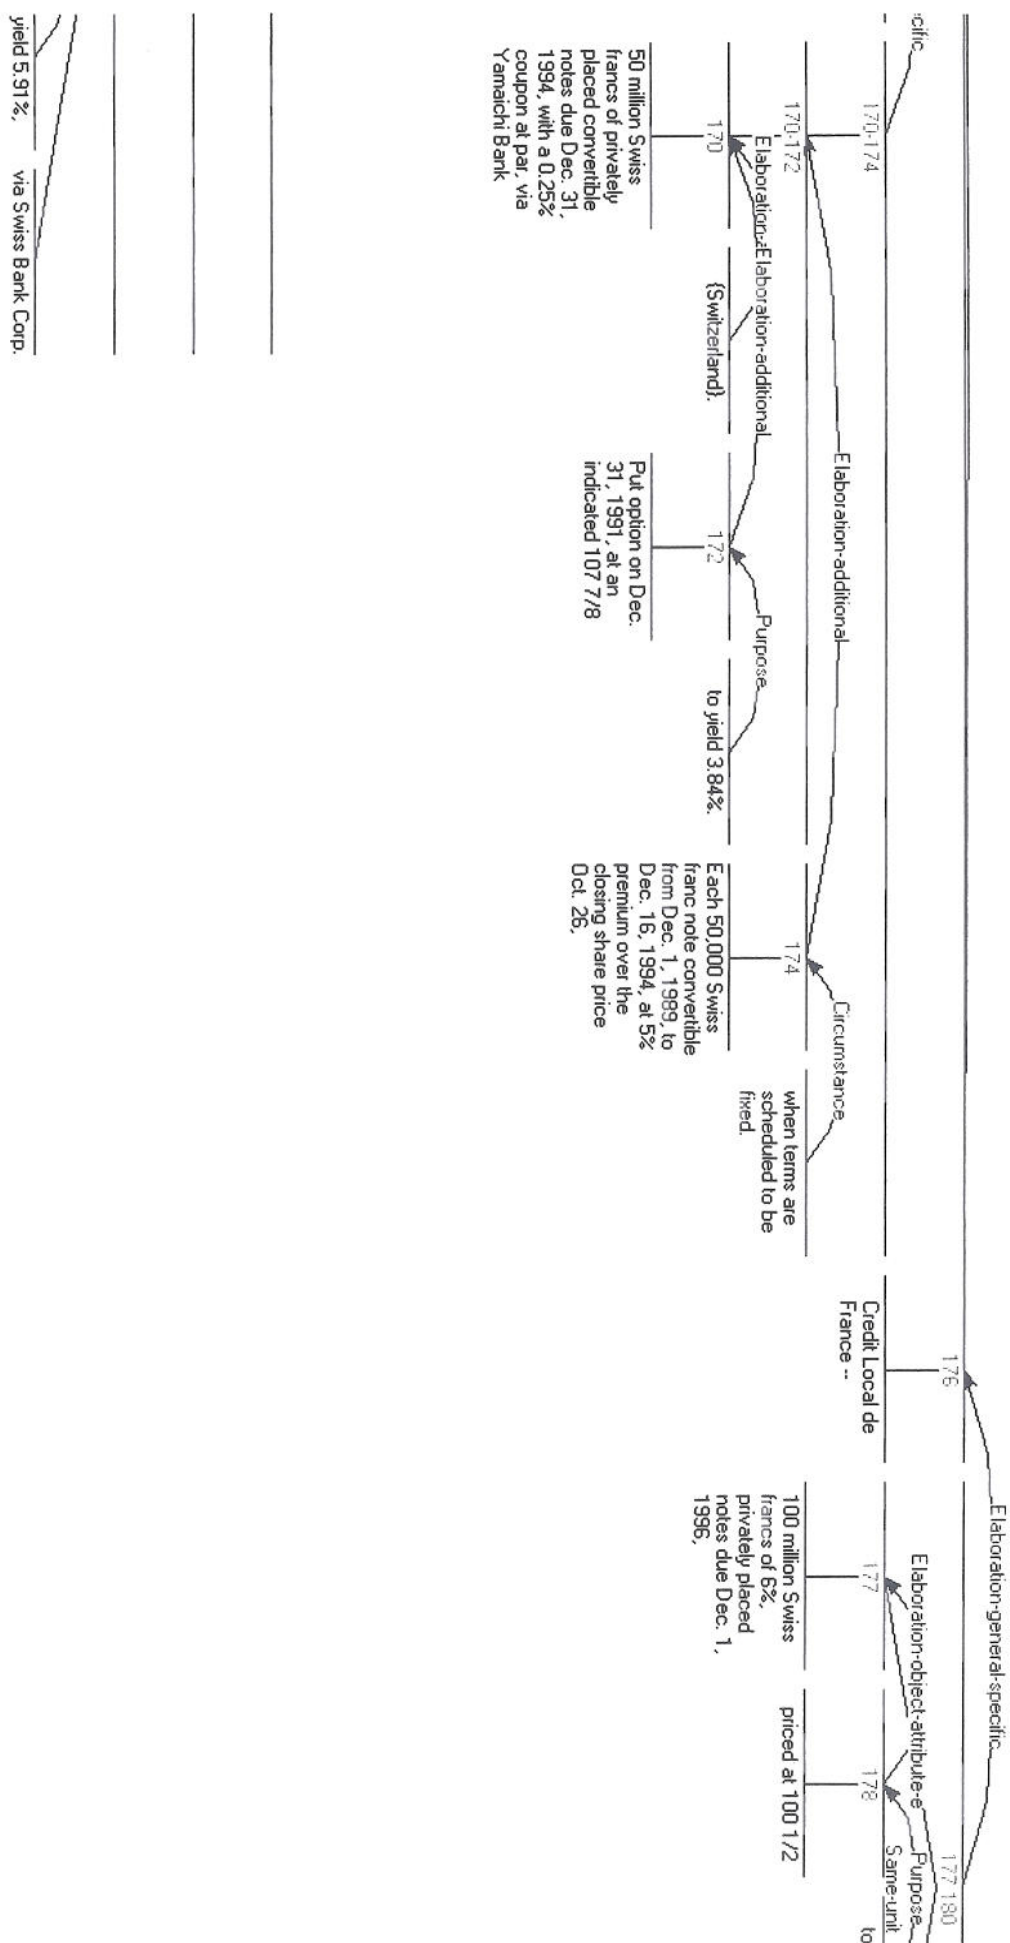 cific
170-174
170-172
Elaboration-additional
Elaboration-a
Elaboration-additional
170
50 million Swiss
francs of privately
placed convertible
notes due Dec. 31,
1994, with a 0.25%
coupon at par, via
Yamaichi Bank
{Switzerland}.
172
Put option on Dec.
31, 1991, at an
indicated 107 7/8
Purpose
to yield 3.84%.
174
Each 50,000 Swiss
franc note convertible
from Dec. 1, 1989, to
Dec. 16, 1994, at 5%
premium over the
closing share price
Oct. 26,
Circumstance
when terms are
scheduled to be
fixed.
176
Credit Local de
France --
Elaboration-general-specific
177-180
Elaboration-object-attribute-e
177
100 million Swiss
francs of 6%,
privately placed
notes due Dec. 1,
1996,
178
priced at 100 1/2
Purpose
Same-unit
to
yield 5.91%,
via Swiss Bank Corp.